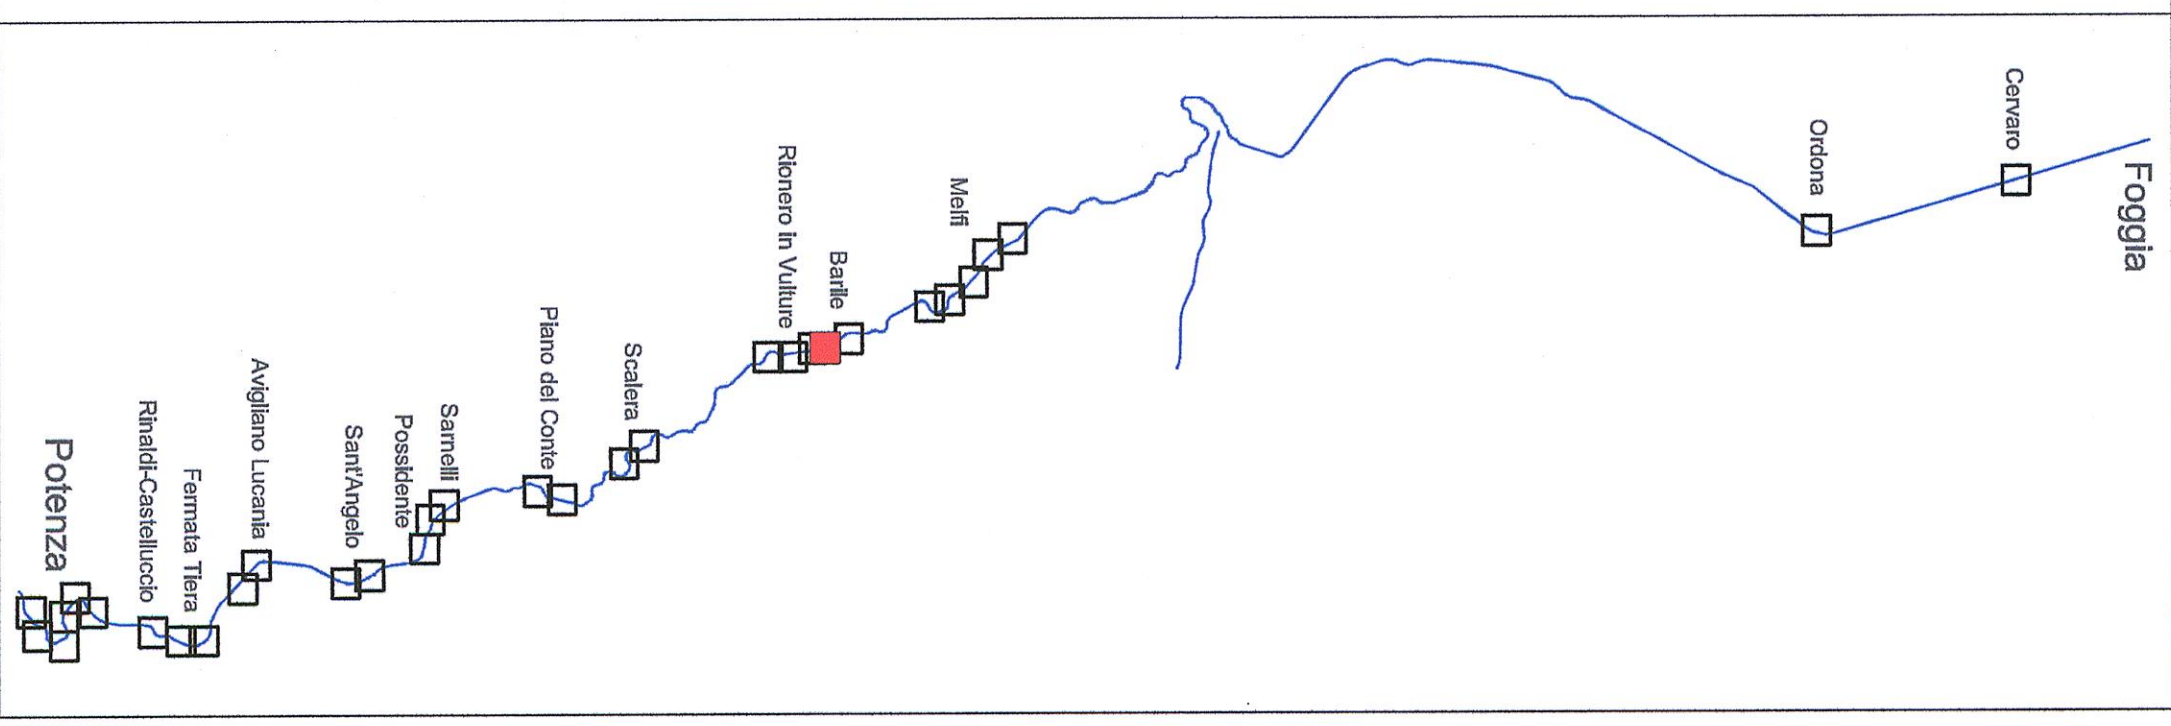 Foggia
Cervaro
Ordona
Melfi
Barile
Rionero in Vulture
Scalera
Piano del Conte
Sarnelli
Possidente
Sant'Angelo
Avigliano Lucania
Fermata Tiera
Rinaldi-Castelluccio
Potenza